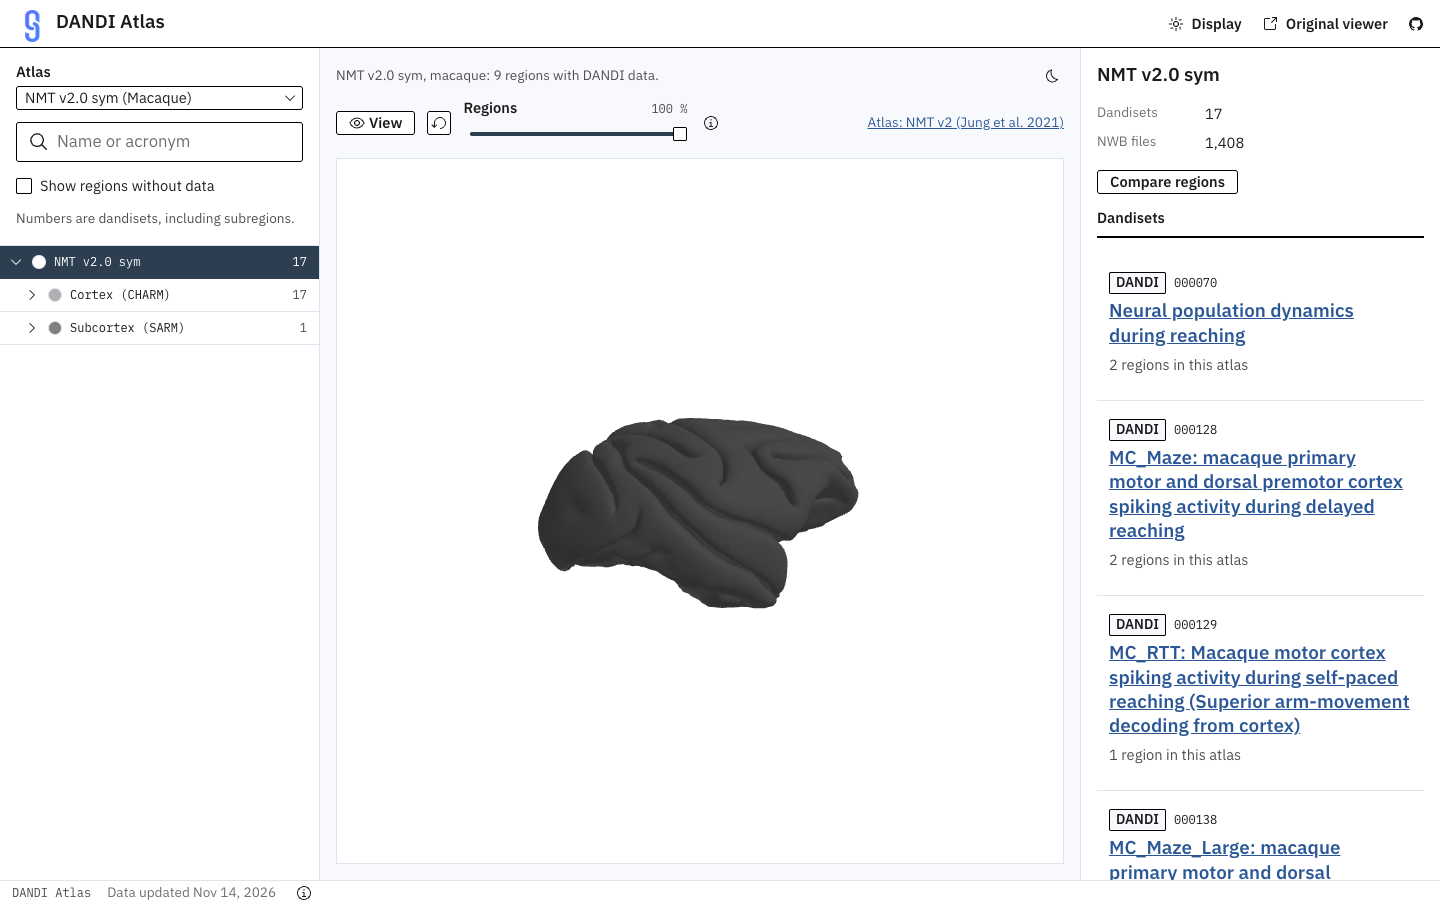 DANDI Atlas
Display
Original viewer
Atlas
NMT v2.0 sym (Macaque)
Name or acronym
Show regions without data
Numbers are dandisets, including subregions.
NMT v2.0 sym 17
Cortex (CHARM) 17
Subcortex (SARM) 1
NMT v2.0 sym, macaque: 9 regions with DANDI data.
View
Regions 100 %
Atlas: NMT v2 (Jung et al. 2021)
NMT v2.0 sym
Dandisets 17
NWB files 1,408
Compare regions
Dandisets
DANDI 000070
Neural population dynamics
during reaching
2 regions in this atlas
DANDI 000128
MC_Maze: macaque primary
motor and dorsal premotor cortex
spiking activity during delayed
reaching
2 regions in this atlas
DANDI 000129
MC_RTT: Macaque motor cortex
spiking activity during self-paced
reaching (Superior arm-movement
decoding from cortex)
1 region in this atlas
DANDI 000138
MC_Maze_Large: macaque
primary motor and dorsal
DANDI Atlas
Data updated Nov 14, 2026